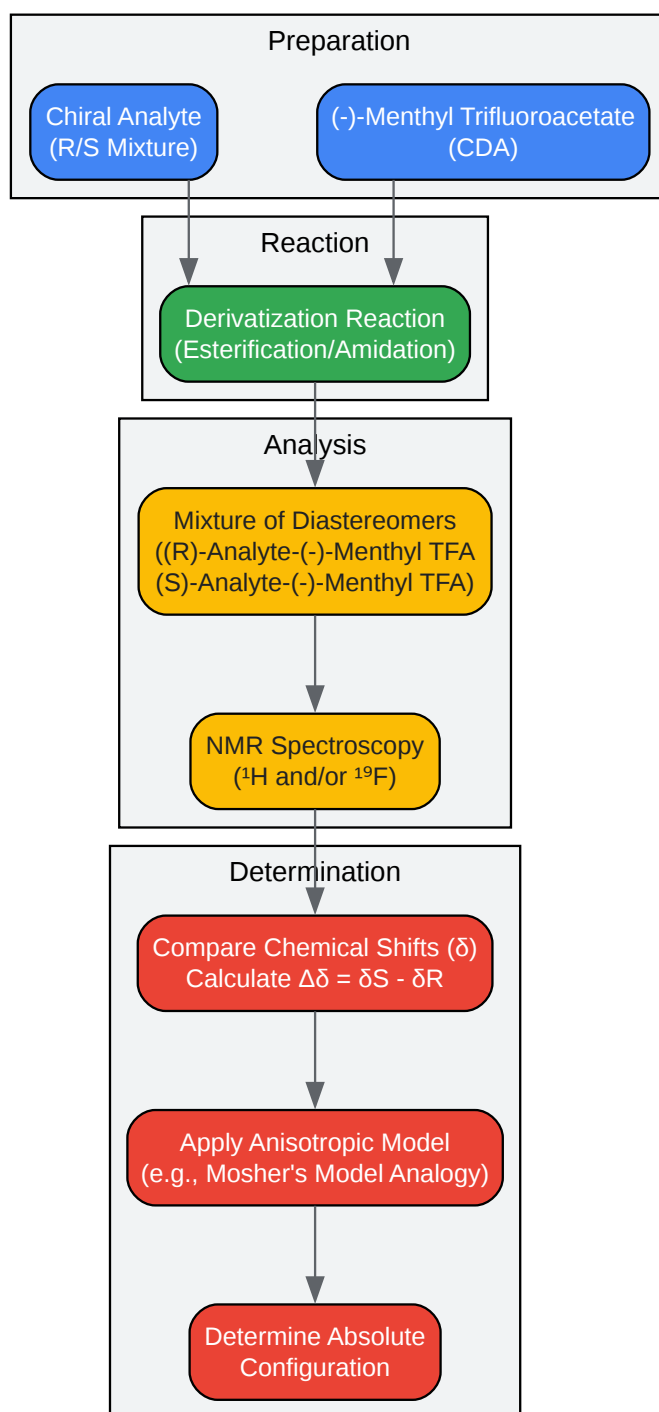 Preparation
Chiral Analyte
(R/S Mixture)
(-)-Menthyl Trifluoroacetate
(CDA)
Reaction
Derivatization Reaction
(Esterification/Amidation)
Analysis
Mixture of Diastereomers
((R)-Analyte-(-)-Menthyl TFA
(S)-Analyte-(-)-Menthyl TFA)
NMR Spectroscopy
(¹H and/or ¹⁹F)
Determination
Compare Chemical Shifts (δ)
Calculate Δδ = δS - δR
Apply Anisotropic Model
(e.g., Mosher's Model Analogy)
Determine Absolute
Configuration